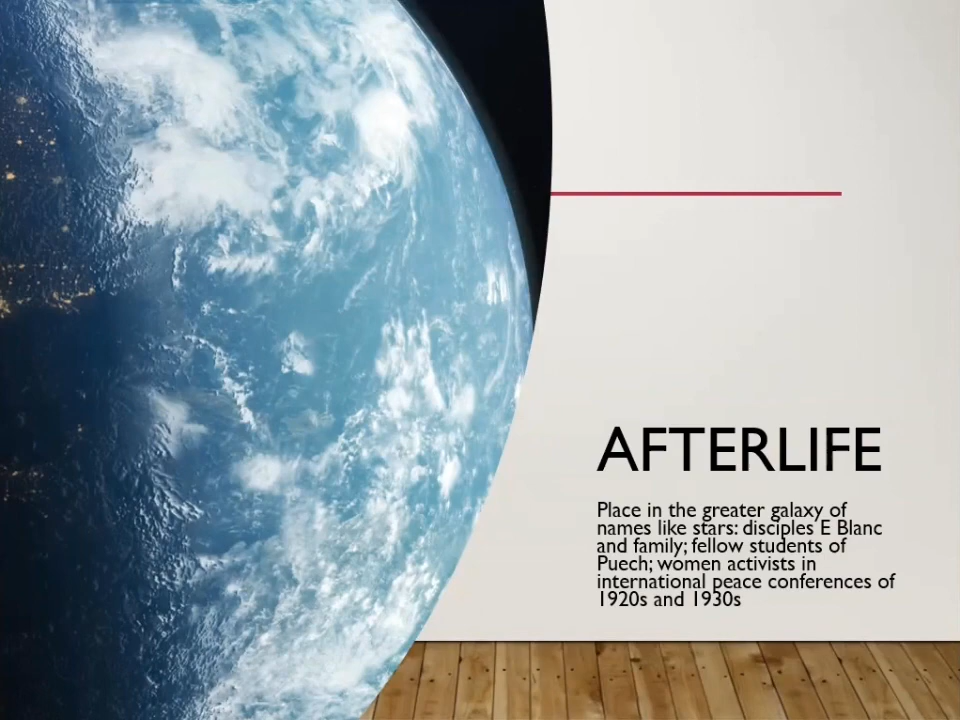 AFTERLIFE
Place in the greater galaxy of
names like stars: disciples E Blanc
and family; fellow students of
Puech; women activists in
international peace conferences of
1920s and 1930s